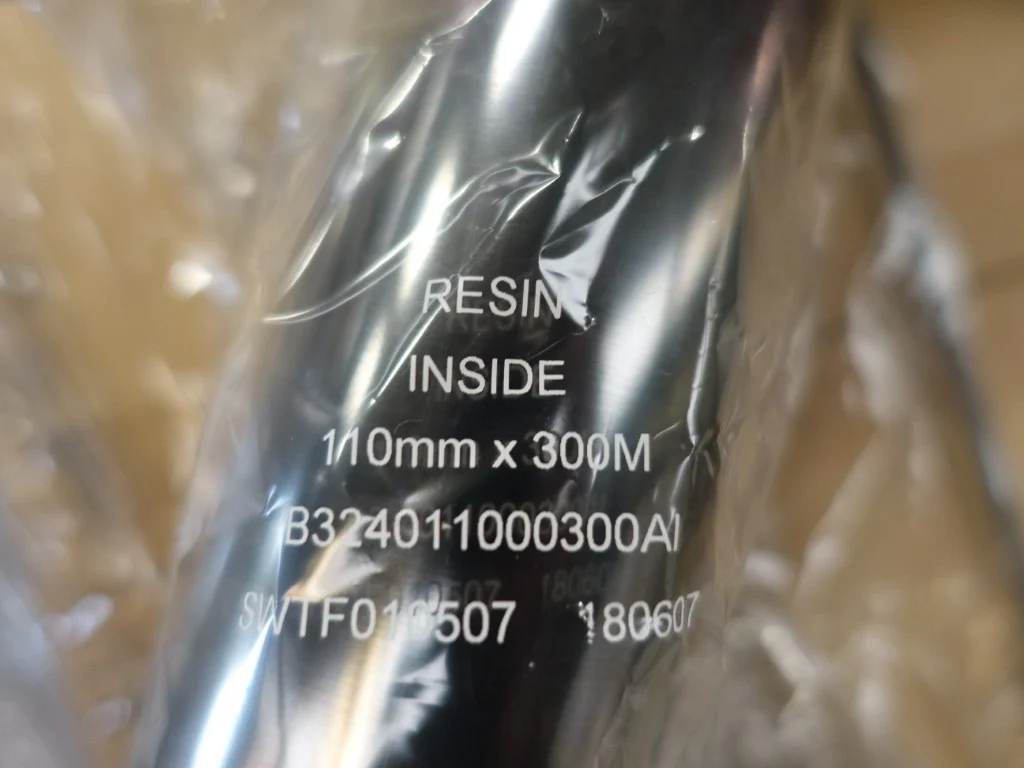 RESIN
INSIDE
110mm x 300M
B324011000300AI
SWTF010507 180607